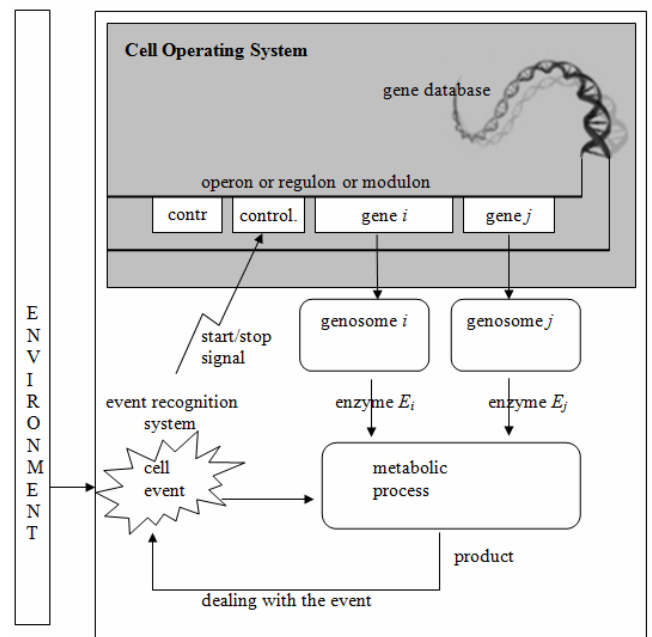 Cell Operating System
gene database
operon or regulon or modulon
contr
control.
gene i
gene j
genosome i
genosome j
start/stop
signal
ENVIRONMENT
event recognition
system
enzyme Ei
enzyme Ej
cell
event
metabolic
process
product
dealing with the event